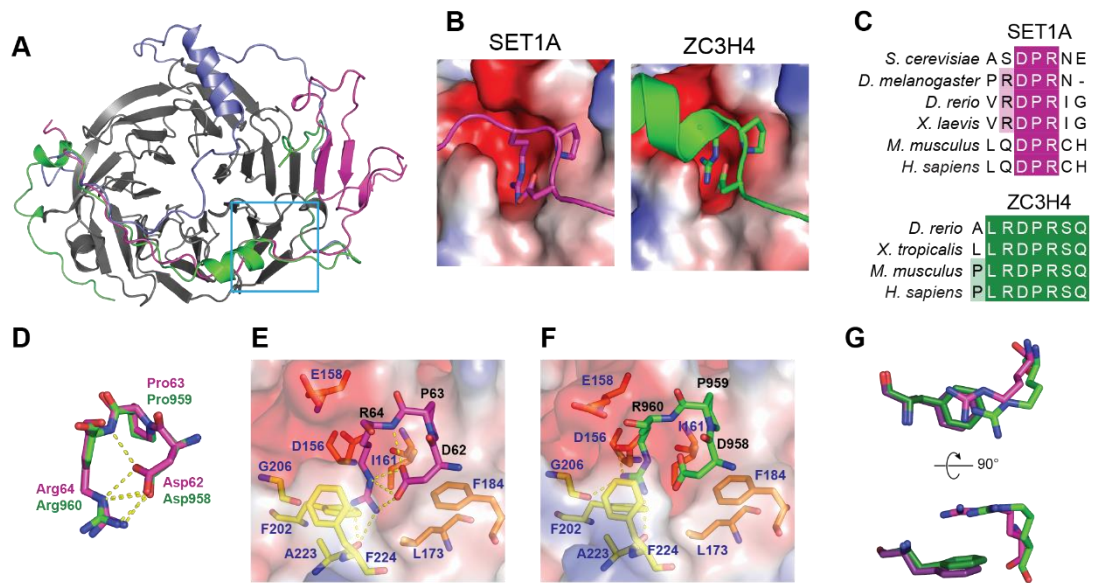 A
B
SET1A
ZC3H4
C
SET1A
S. cerevisiae A S D P R N E
D. melanogaster P R D P R N -
D. rerio V R D P R I G
X. laevis V R D P R I G
M. musculus L Q D P R C H
H. sapiens L Q D P R C H
ZC3H4
D. rerio A L R D P R S Q
X. tropicalis L L R D P R S Q
M. musculus P L R D P R S Q
H. sapiens P L R D P R S Q
D
Pro63
Pro959
Arg64
Arg960
Asp62
Asp958
E
E158
P63
R64
D156
I161
D62
G206
F184
F202
A223
F224
L173
F
E158
P959
R960
I161
D156
D958
G206
F184
F202
A223
F224
L173
G
90°